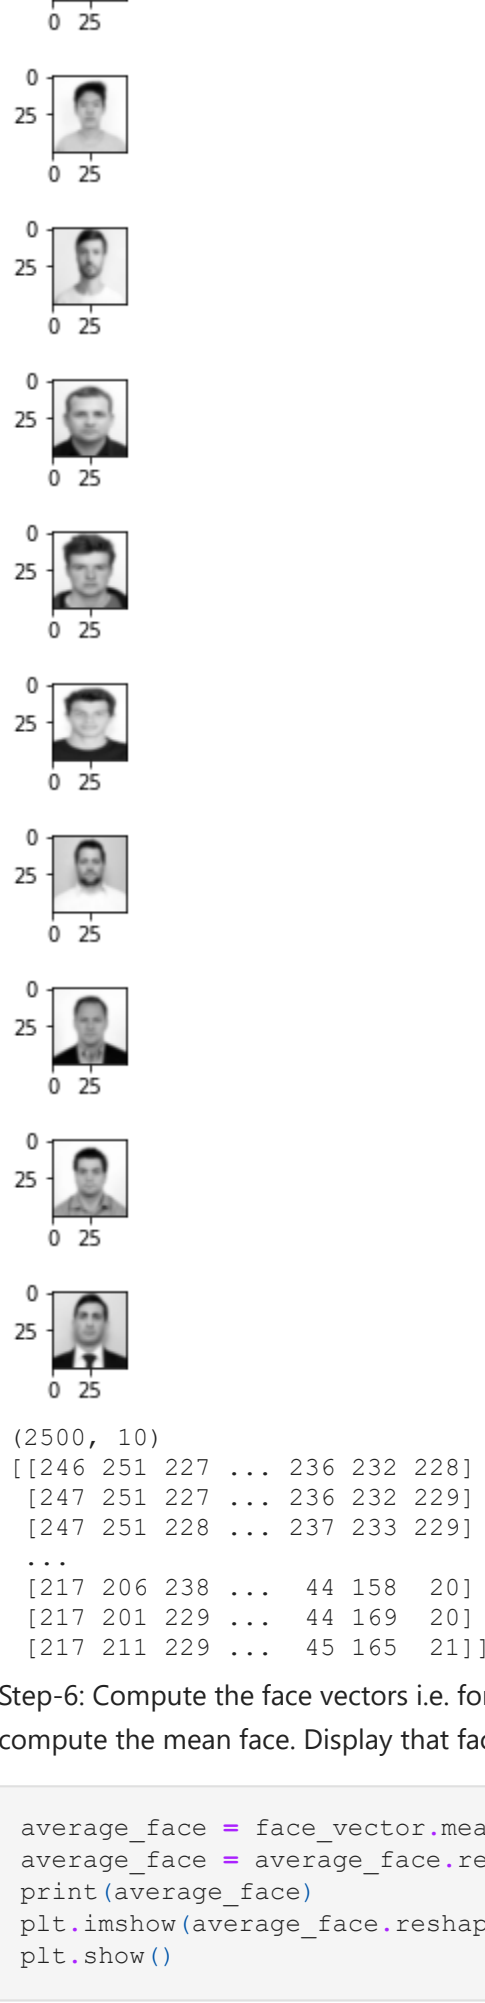 0 25
0
25
0 25
0
25
0 25
0
25
0 25
0
25
0 25
0
25
0 25
0
25
0 25
0
25
0 25
0
25
0 25
0
25
0 25
(2500, 10)
[[246 251 227 ... 236 232 228]
[247 251 227 ... 236 232 229]
[247 251 228 ... 237 233 229]
...
[217 206 238 ... 44 158 20]
[217 201 229 ... 44 169 20]
[217 211 229 ... 45 165 21]]
Step-6: Compute the face vectors i.e. for
compute the mean face. Display that fac
average_face = face_vector.mea
average_face = average_face.re
print(average_face)
plt.imshow(average_face.reshap
plt.show()